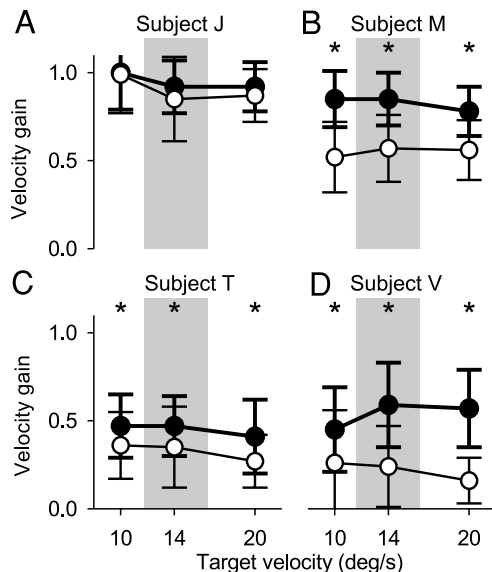 A Subject J B Subject M
* * *
1.0
Velocity gain
0.5
0.0
C Subject T D Subject V
* * * * * *
1.0
Velocity gain
0.5
0.0
10 14 20 10 14 20
Target velocity (deg/s)